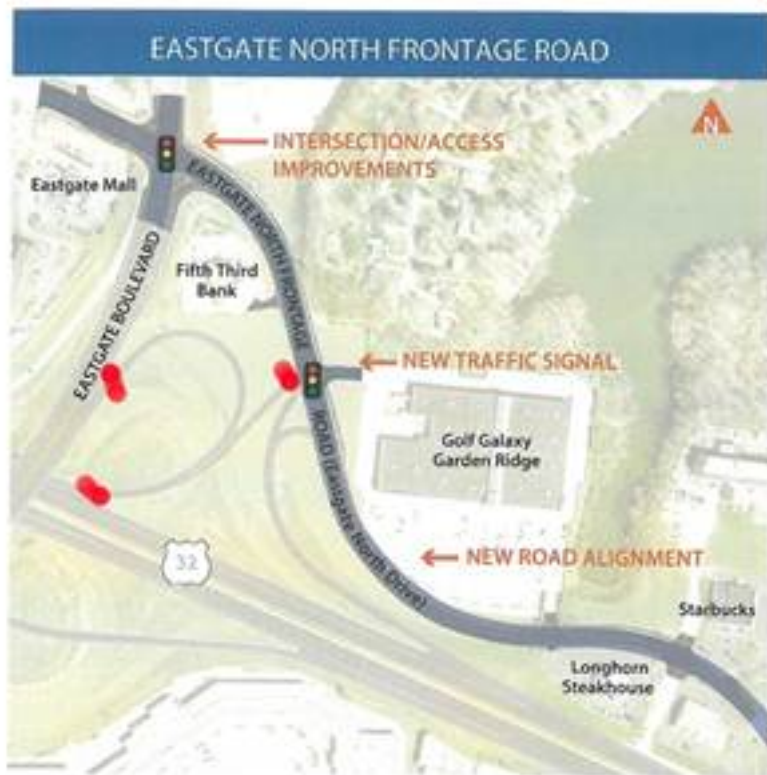 EASTGATE NORTH FRONTAGE ROAD
N
INTERSECTION/ACCESS
IMPROVEMENTS
Eastgate Mall
EASTGATE NORTH FRONTAGE
ROAD (Eastgate North Drive)
EASTGATE BOULEVARD
Fifth Third
Bank
NEW TRAFFIC SIGNAL
Golf Galaxy
Garden Ridge
32
NEW ROAD ALIGNMENT
Starbucks
Longhorn
Steakhouse